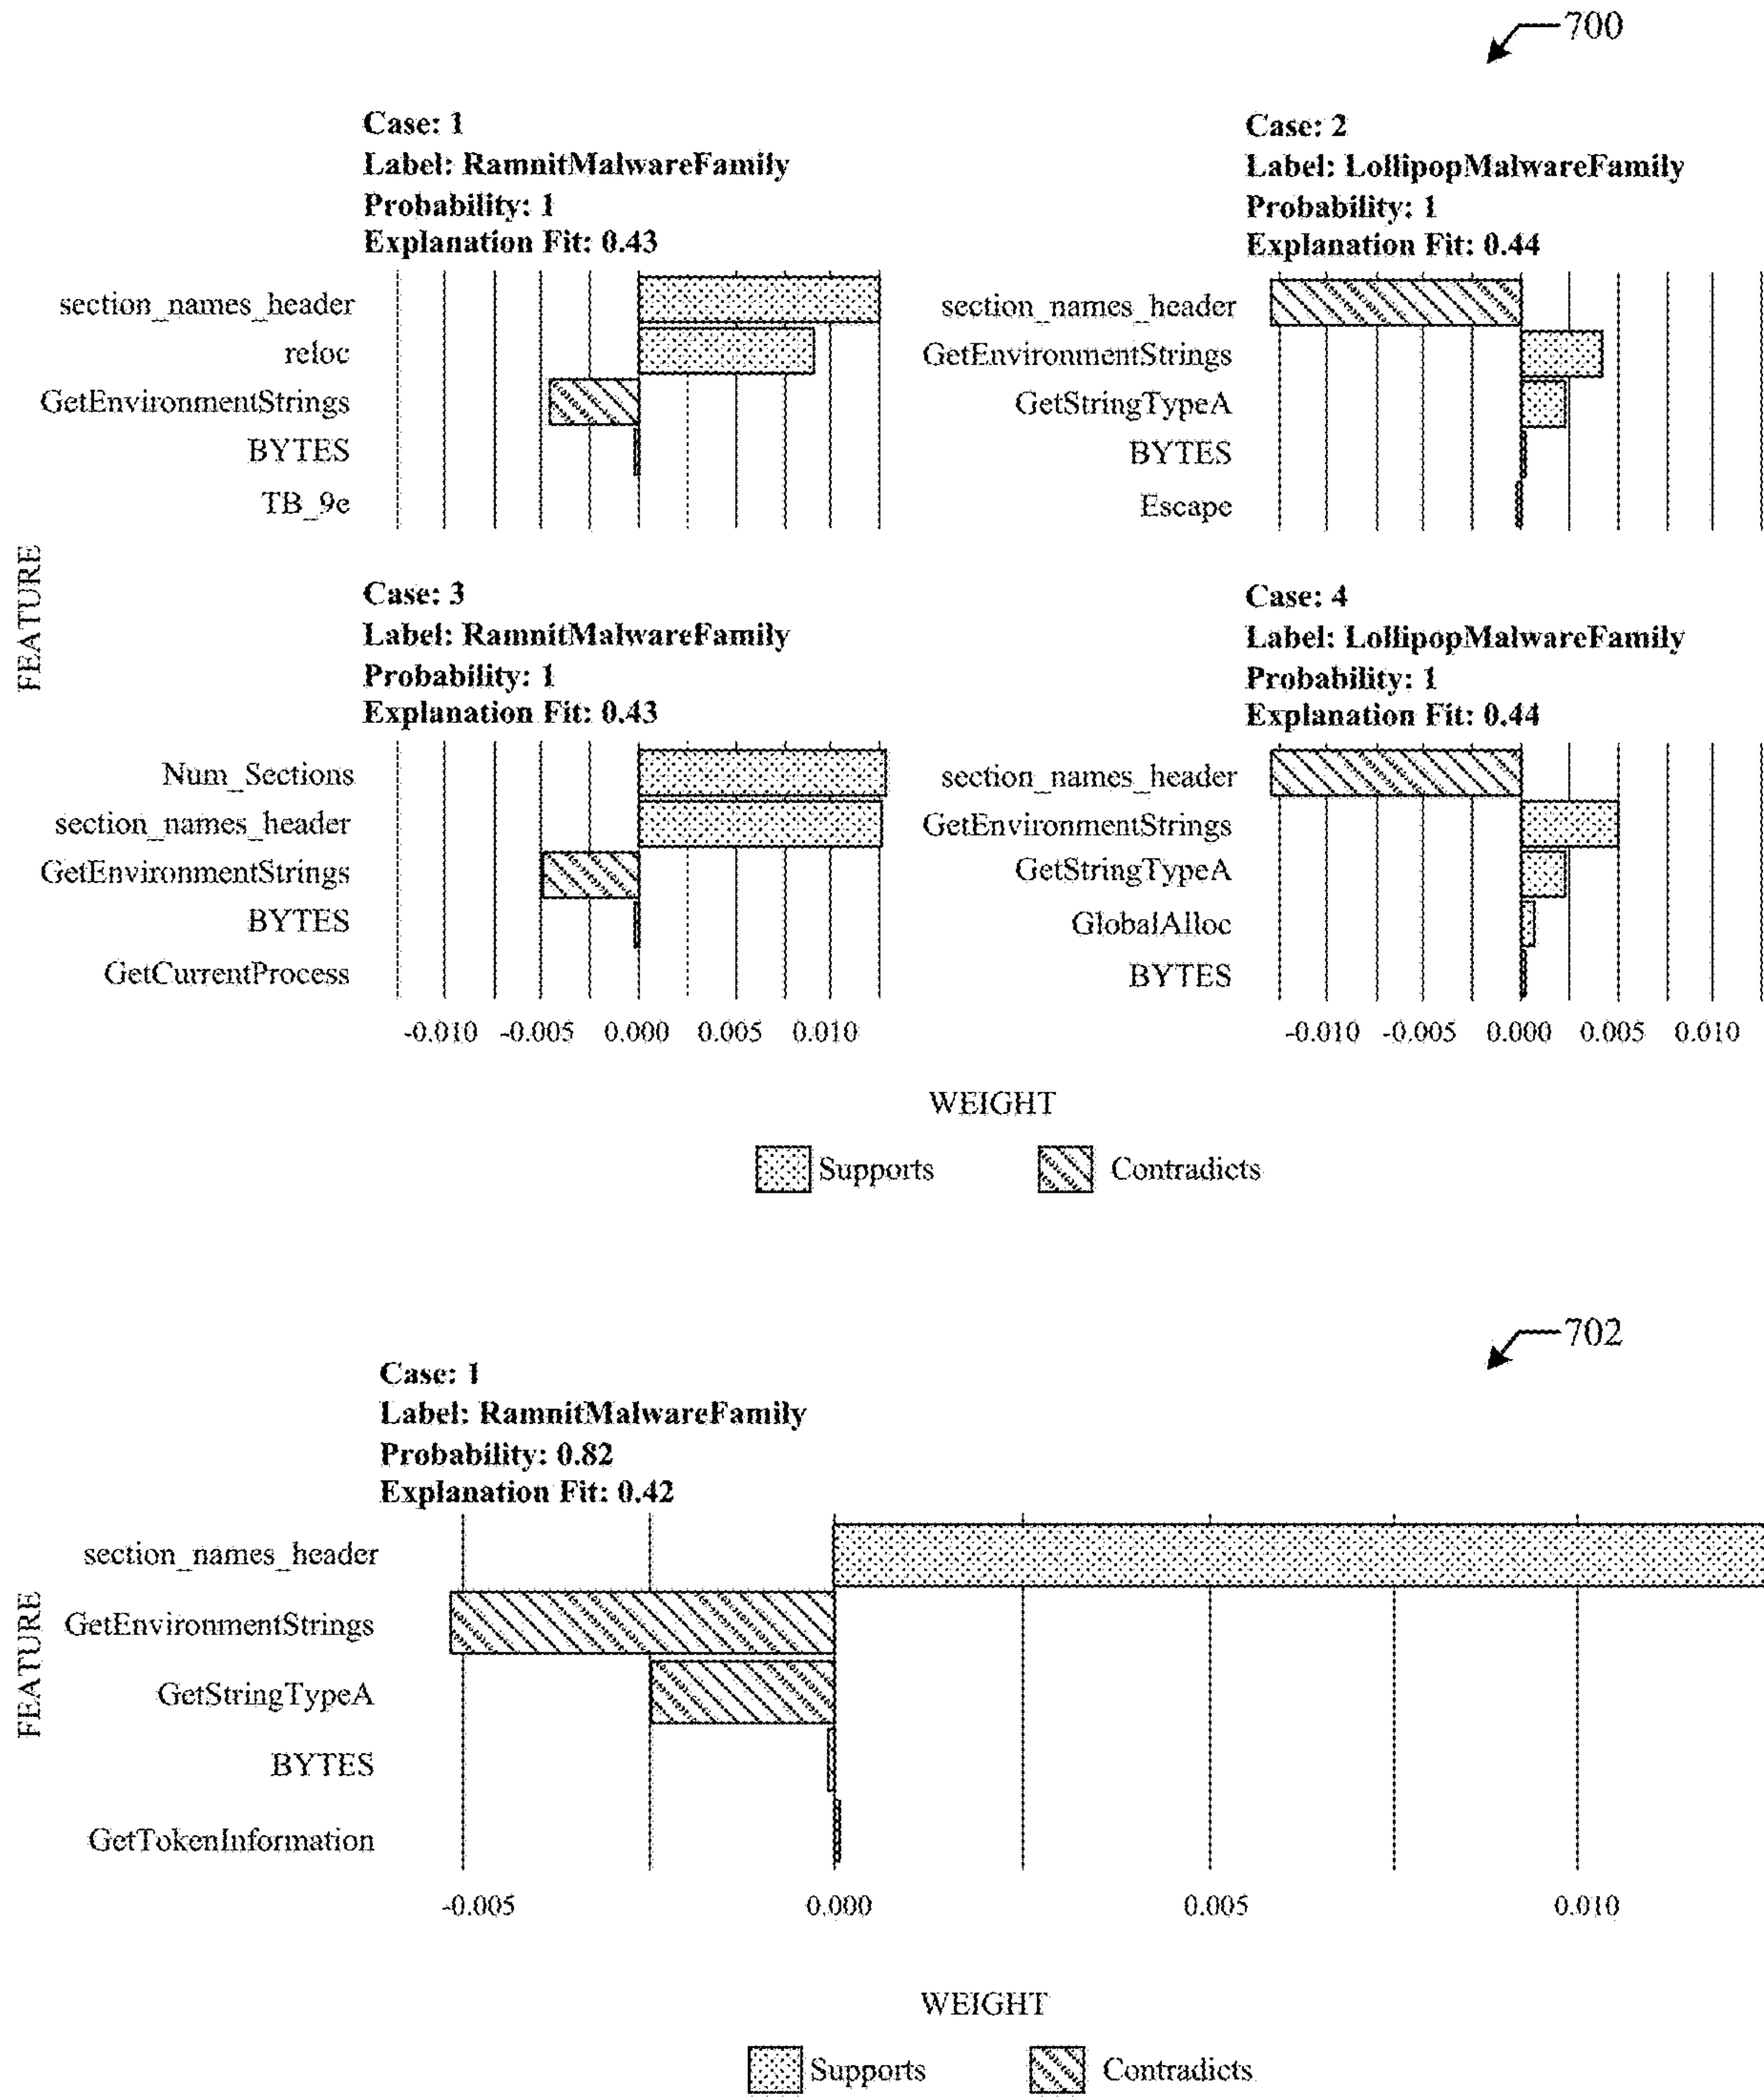 700
Case: 1
Label: RamnitMalwareFamily
Probability: 1
Explanation Fit: 0.43
section_names_header
reloc
GetEnvironmentStrings
BYTES
TB_9e
Case: 2
Label: LollipopMalwareFamily
Probability: 1
Explanation Fit: 0.44
section_names_header
GetEnvironmentStrings
GetStringTypeA
BYTES
Escape
FEATURE
Case: 3
Label: RamnitMalwareFamily
Probability: 1
Explanation Fit: 0.43
Num_Sections
section_names_header
GetEnvironmentStrings
BYTES
GetCurrentProcess
-0.010 -0.005 0.000 0.005 0.010
Case: 4
Label: LollipopMalwareFamily
Probability: 1
Explanation Fit: 0.44
section_names_header
GetEnvironmentStrings
GetStringTypeA
GlobalAlloc
BYTES
-0.010 -0.005 0.000 0.005 0.010
WEIGHT
Supports Contradicts
702
Case: 1
Label: RamnitMalwareFamily
Probability: 0.82
Explanation Fit: 0.42
FEATURE
section_names_header
GetEnvironmentStrings
GetStringTypeA
BYTES
GetTokenInformation
-0.005 0.000 0.005 0.010
WEIGHT
Supports Contradicts